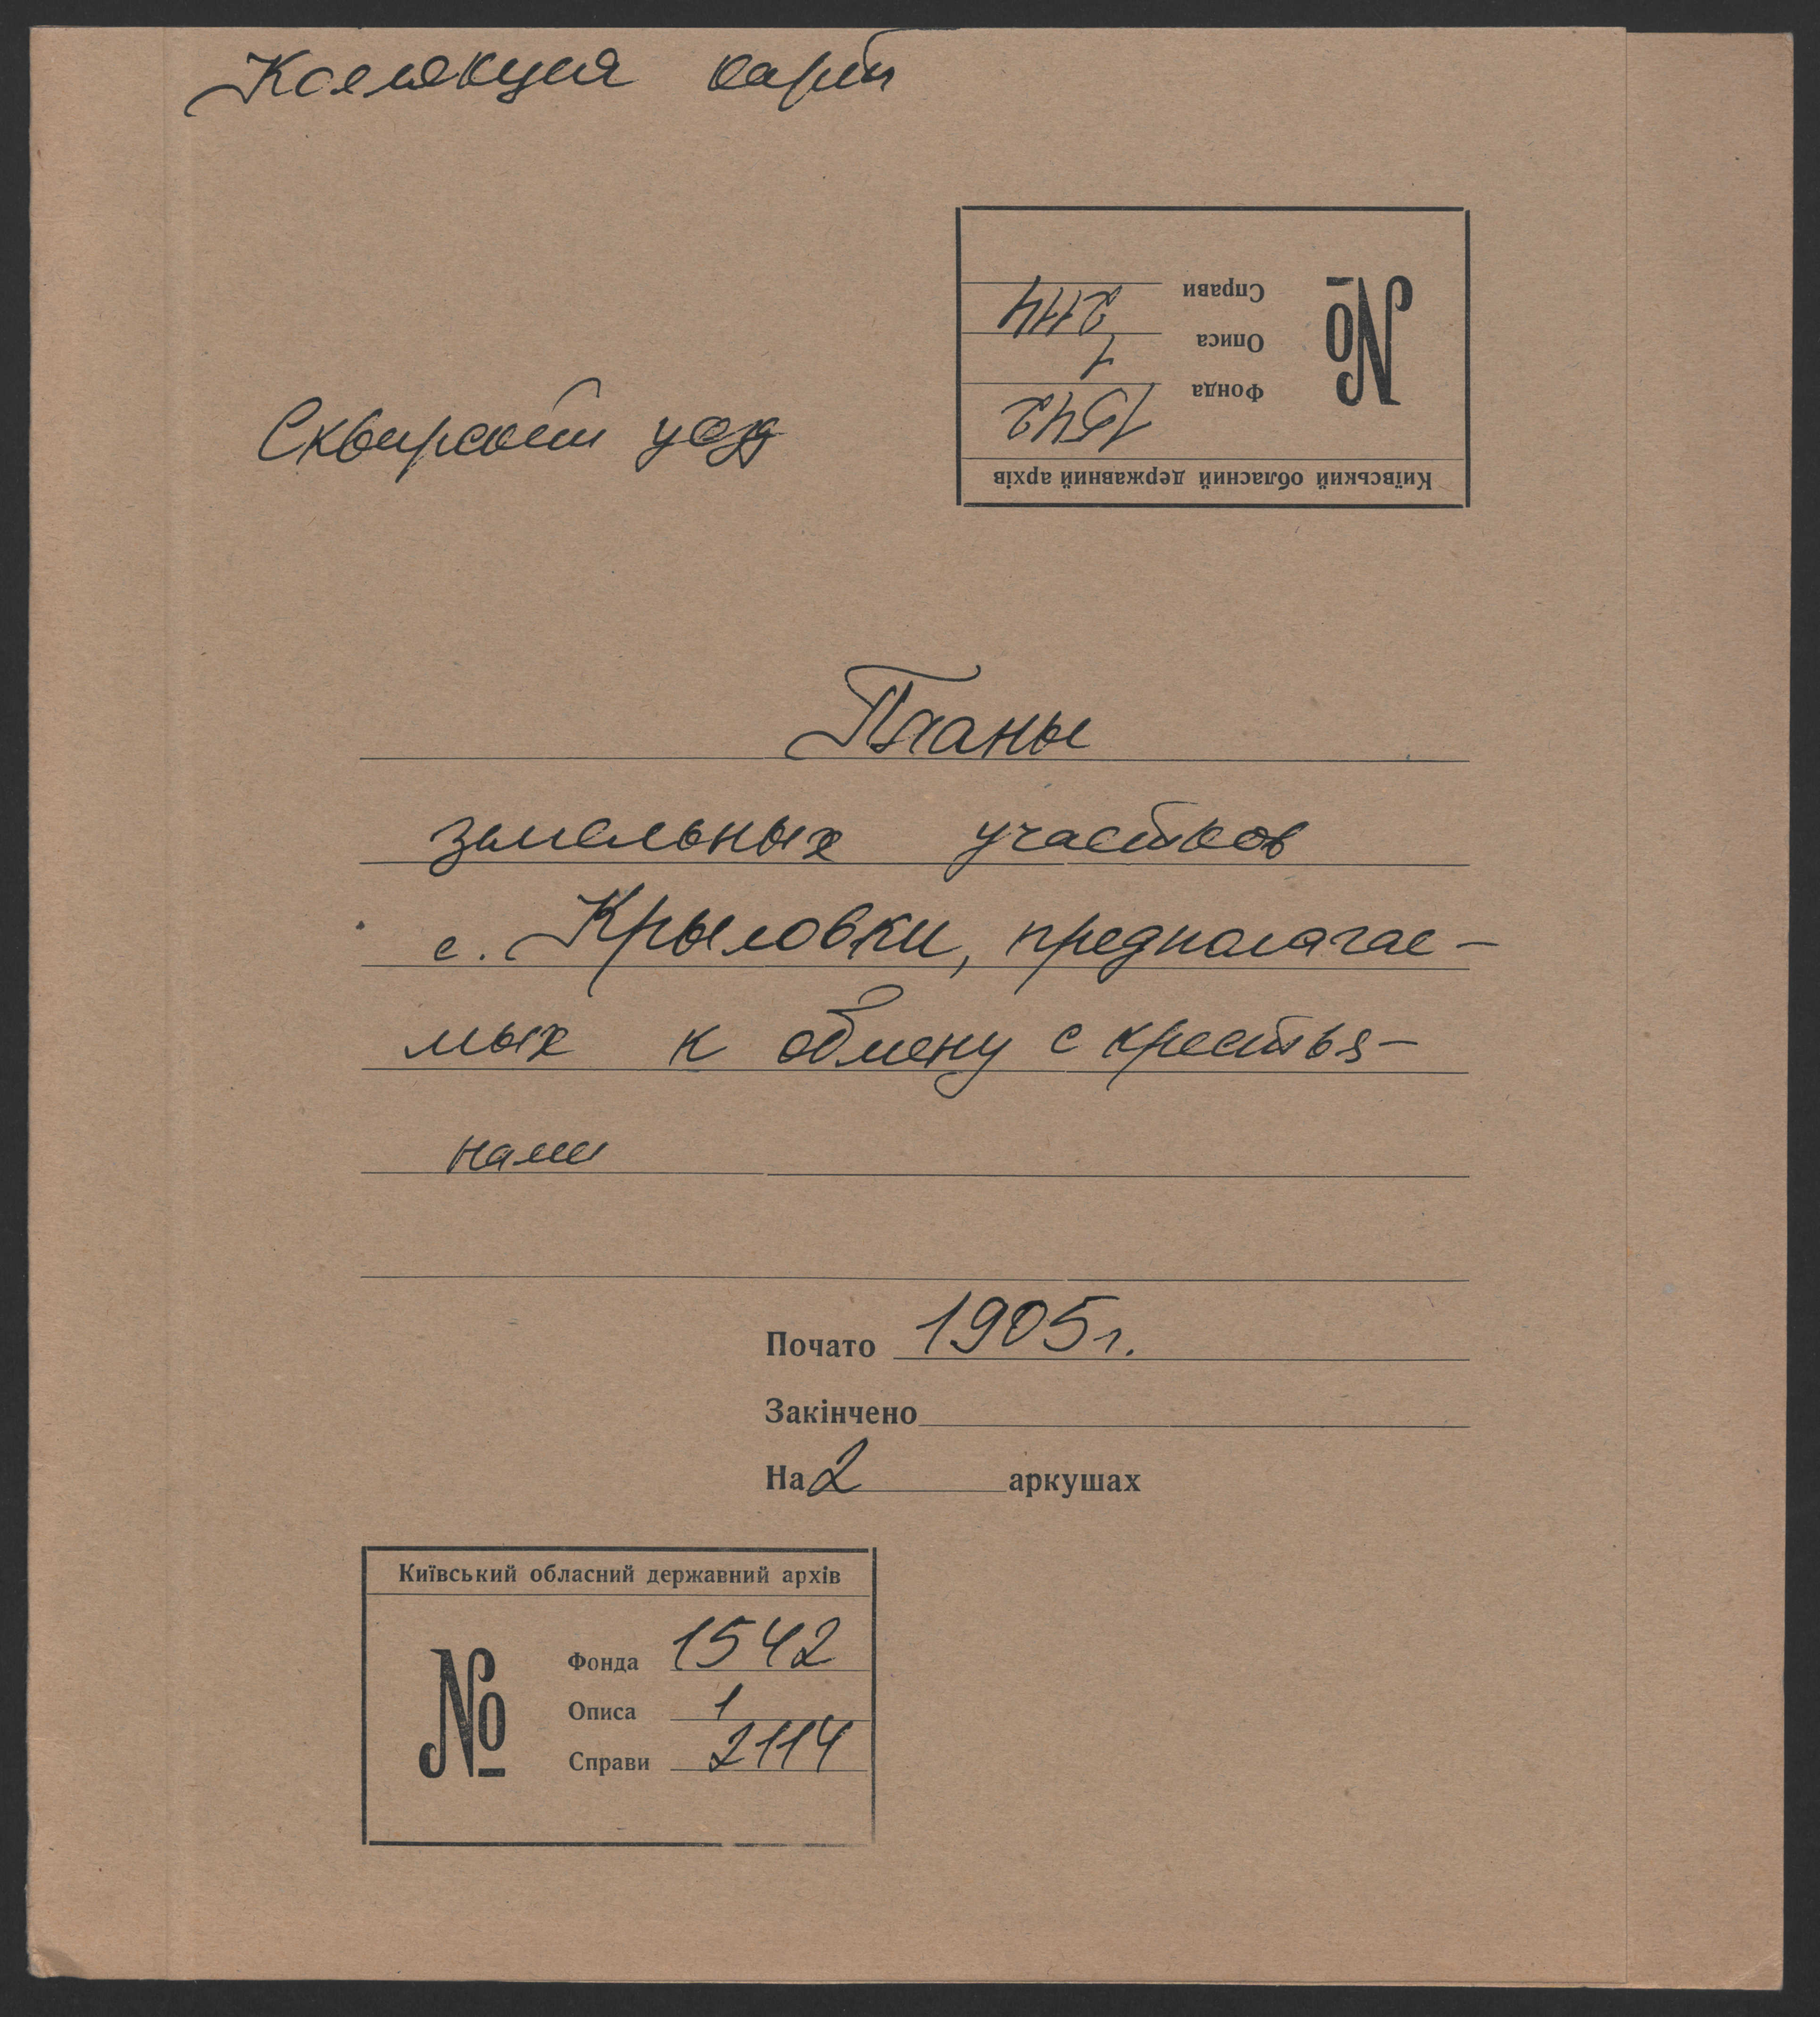 Коллекция карт
Справи 2114
Описа 1
Фонда 1542
№
Київський обласний державний архів
Сквирский уезд
Планы
земельных участков
с. Крыловки, предполагае-
мых к обмену с крестья-
нами
Почато 1905г.
Закінчено
На 2 аркушах
Київський обласний державний архів
№
Фонда 1542
Описа 1
Справи 2114